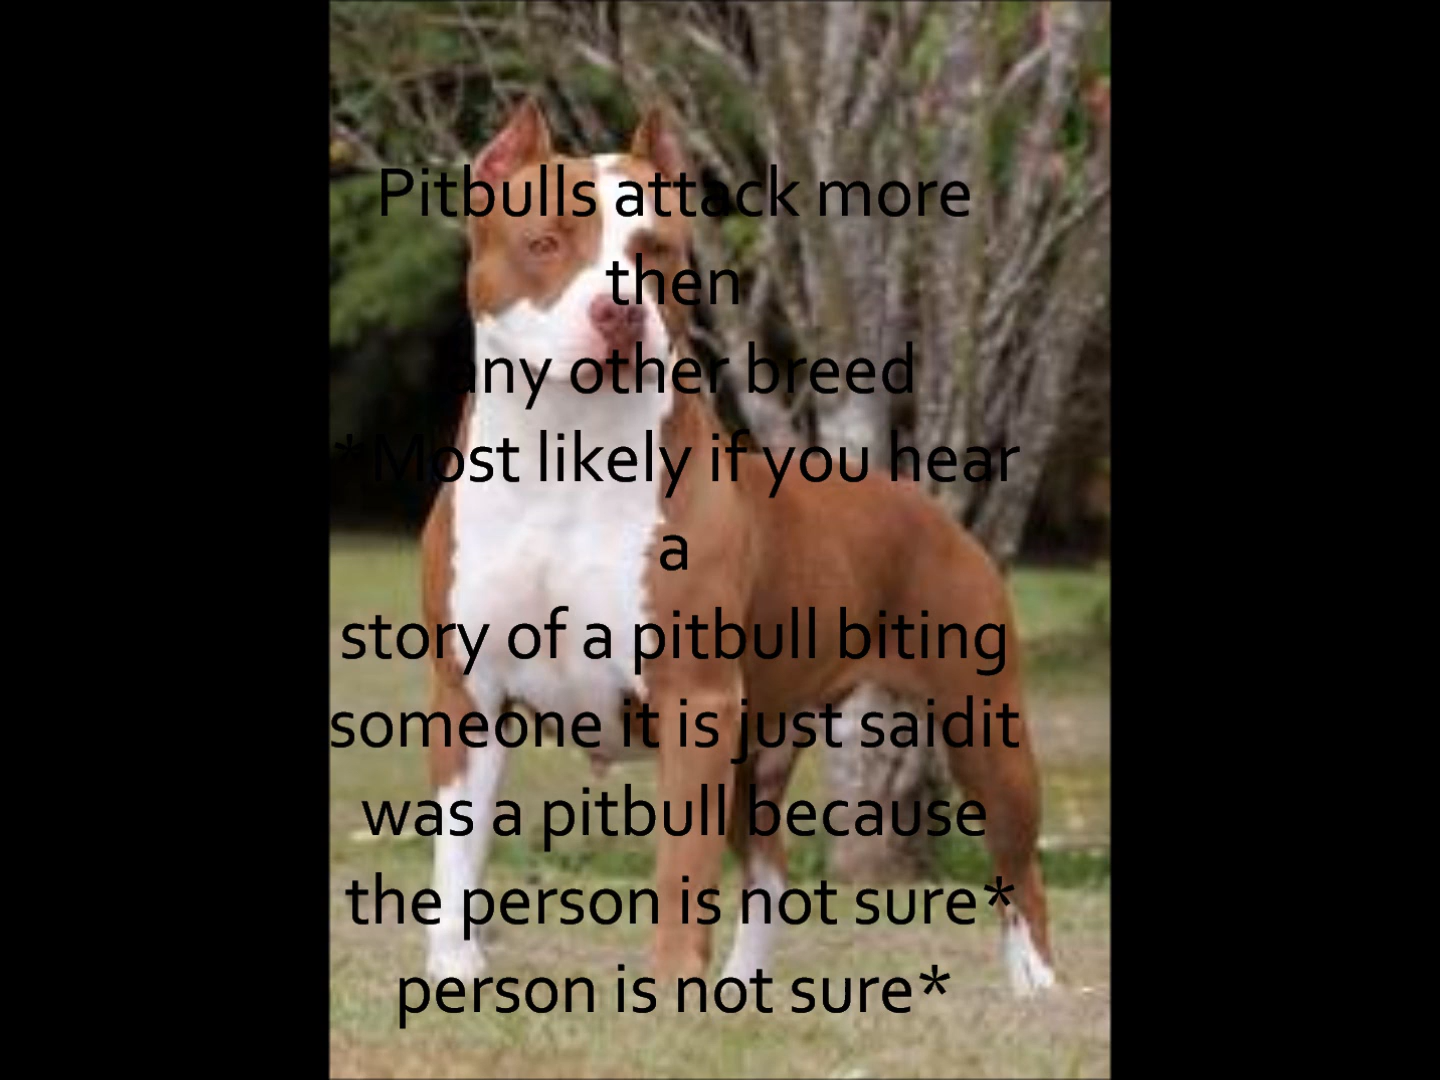 Pitbulls attack more
then
any other breed
*Most likely if you hear
a
story of a pitbull biting
someone it is just saidit
was a pitbull because
the person is not sure*
person is not sure*